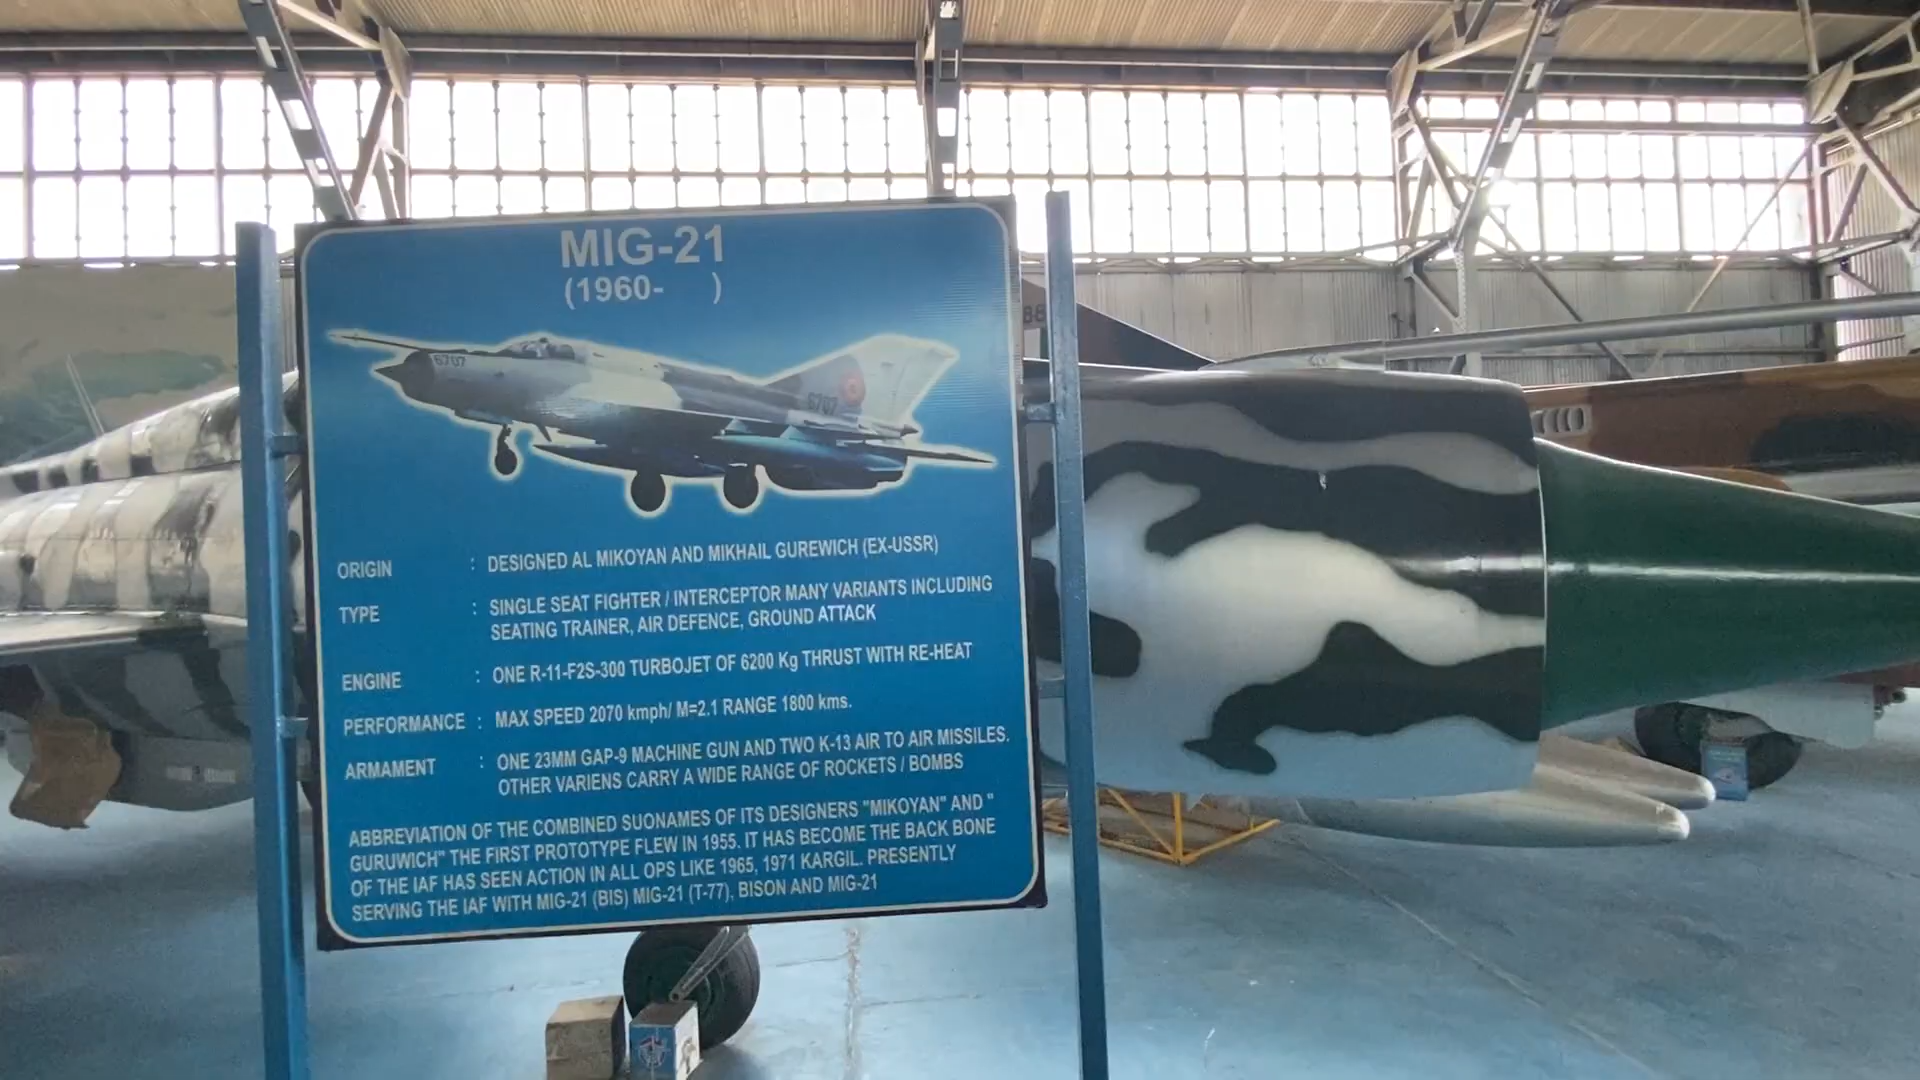 MIG-21
(1960- )
6707
6707
ORIGIN : DESIGNED AL MIKOYAN AND MIKHAIL GUREWICH (EX-USSR)
TYPE : SINGLE SEAT FIGHTER / INTERCEPTOR MANY VARIANTS INCLUDING
SEATING TRAINER, AIR DEFENCE, GROUND ATTACK
ENGINE : ONE R-11-F2S-300 TURBOJET OF 6200 Kg THRUST WITH RE-HEAT
PERFORMANCE : MAX SPEED 2070 kmph/ M=2.1 RANGE 1800 kms.
ARMAMENT : ONE 23MM GAP-9 MACHINE GUN AND TWO K-13 AIR TO AIR MISSILES.
OTHER VARIENS CARRY A WIDE RANGE OF ROCKETS / BOMBS
ABBREVIATION OF THE COMBINED SUONAMES OF ITS DESIGNERS "MIKOYAN" AND "
GURUWICH" THE FIRST PROTOTYPE FLEW IN 1955. IT HAS BECOME THE BACK BONE
OF THE IAF HAS SEEN ACTION IN ALL OPS LIKE 1965, 1971 KARGIL. PRESENTLY
SERVING THE IAF WITH MIG-21 (BIS) MIG-21 (T-77), BISON AND MIG-21